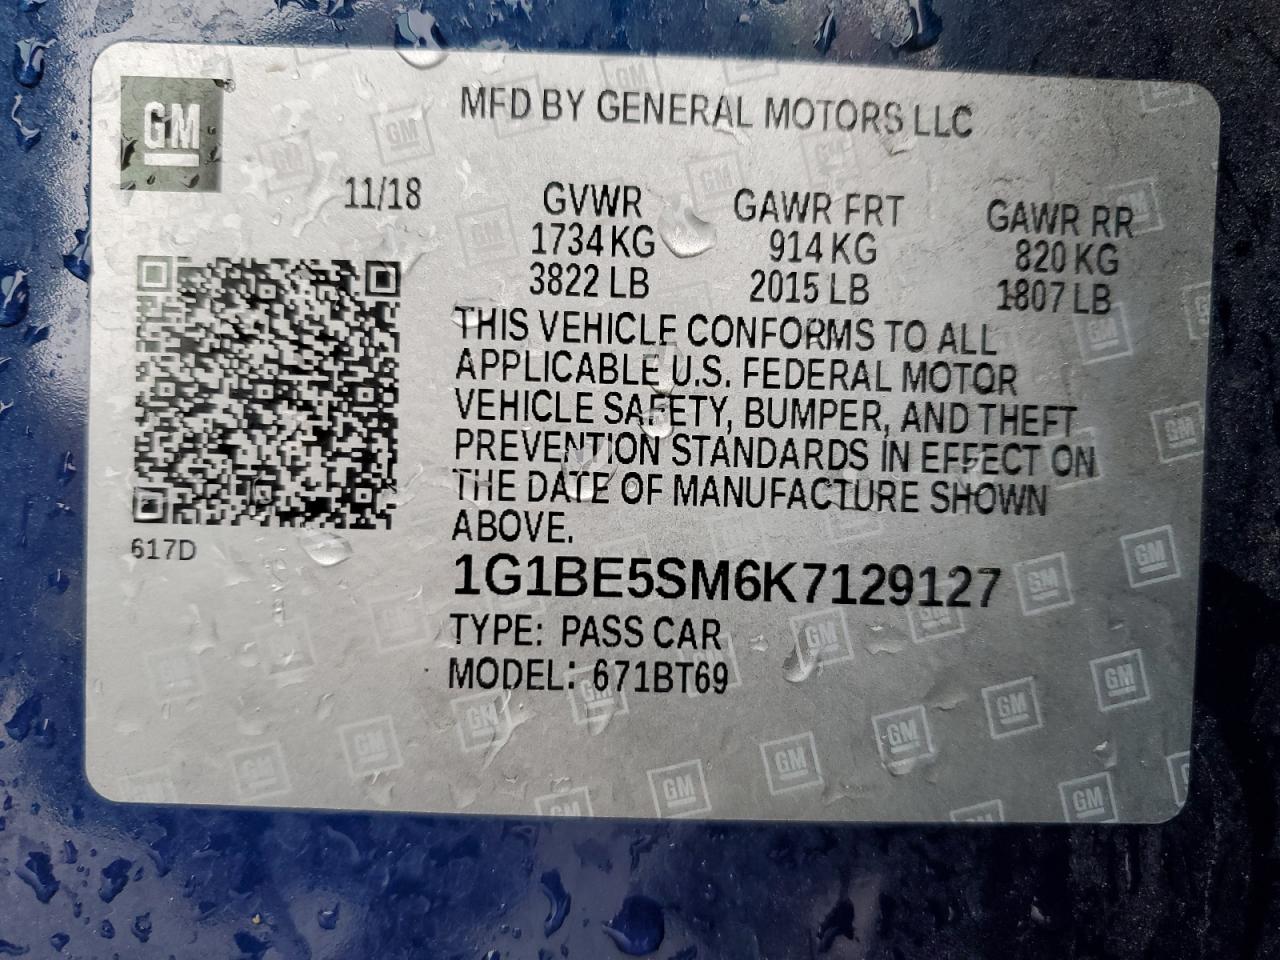 GM
MFD BY GENERAL MOTORS LLC
11/18
GVWR
1734 KG
3822 LB
GAWR FRT
914 KG
2015 LB
GAWR RR
820 KG
1807 LB
THIS VEHICLE CONFORMS TO ALL
APPLICABLE U.S. FEDERAL MOTOR
VEHICLE SAFETY, BUMPER, AND THEFT
PREVENTION STANDARDS IN EFFECT ON
THE DATE OF MANUFACTURE SHOWN
ABOVE.
617D
1G1BE5SM6K7129127
TYPE: PASS CAR
MODEL: 671BT69